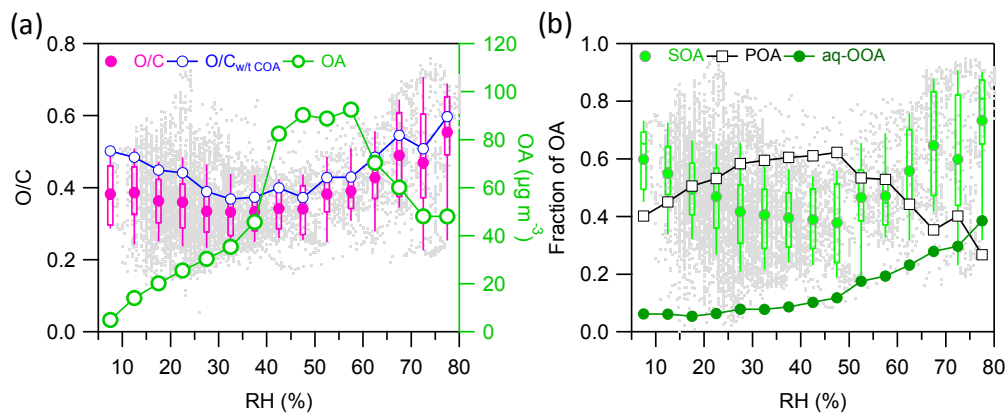 (a)
O/C O/C w/t COA OA
0.8
0.6
0.4
0.2
0.0
O/C
120
100
80
60
40
20
0
OA (µg m-3)
10 20 30 40 50 60 70 80
RH (%)
(b)
SOA POA aq-OOA
1.0
0.8
0.6
0.4
0.2
0.0
Fraction of OA
10 20 30 40 50 60 70 80
RH (%)